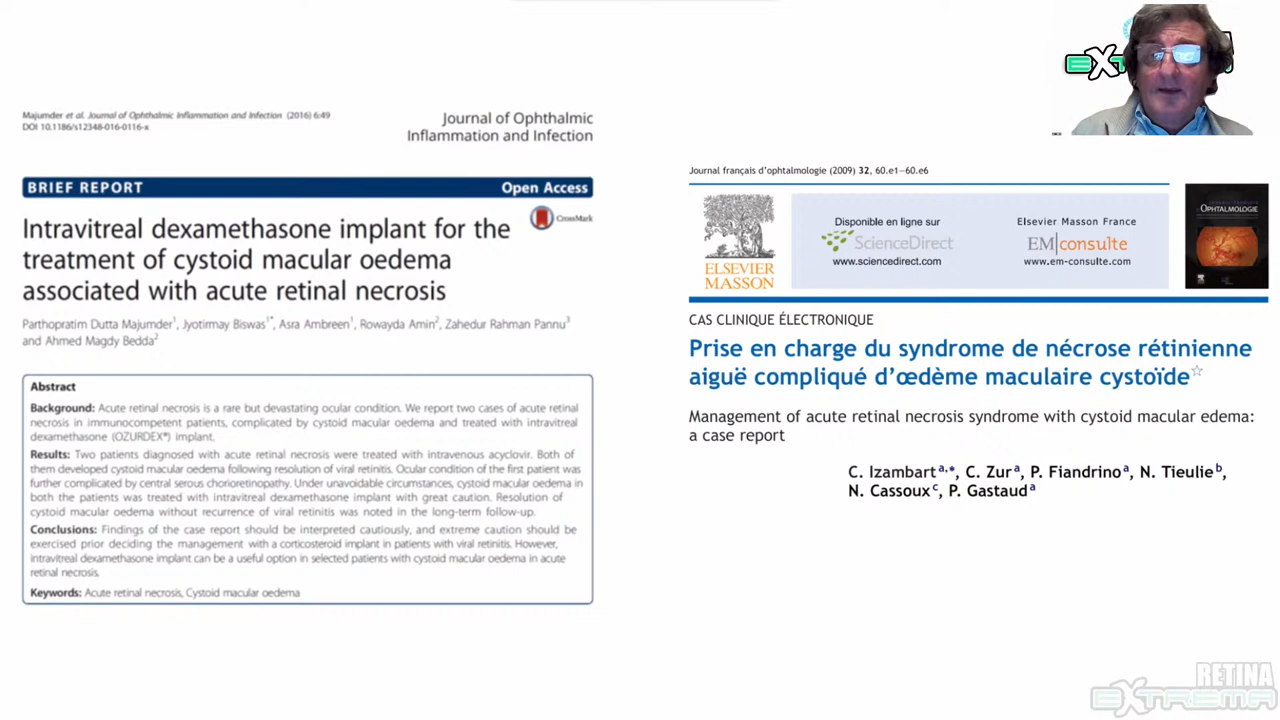 Majumder et al. Journal of Ophthalmic Inflammation and Infection (2016) 6:49
DOI 10.1186/s12348-016-0116-x
Journal of Ophthalmic
Inflammation and Infection
BRIEF REPORT
Open Access
Intravitreal dexamethasone implant for the
treatment of cystoid macular oedema
associated with acute retinal necrosis
CrossMark
Parthopratim Dutta Majumder¹, Jyotirmay Biswas¹*, Asra Ambreen¹, Rowayda Amin², Zahedur Rahman Pannu³
and Ahmed Magdy Bedda²
Abstract
Background: Acute retinal necrosis is a rare but devastating ocular condition. We report two cases of acute retinal
necrosis in immunocompetent patients, complicated by cystoid macular oedema and treated with intravitreal
dexamethasone (OZURDEX®) implant.
Results: Two patients diagnosed with acute retinal necrosis were treated with intravenous acyclovir. Both of
them developed cystoid macular oedema following resolution of viral retinitis. Ocular condition of the first patient was
further complicated by central serous chorioretinopathy. Under unavoidable circumstances, cystoid macular oedema in
both the patients was treated with intravitreal dexamethasone implant with great caution. Resolution of
cystoid macular oedema without recurrence of viral retinitis was noted in the long-term follow-up.
Conclusions: Findings of the case report should be interpreted cautiously, and extreme caution should be
exercised prior deciding the management with a corticosteroid implant in patients with viral retinitis. However,
intravitreal dexamethasone implant can be a useful option in selected patients with cystoid macular oedema in acute
retinal necrosis.
Keywords: Acute retinal necrosis, Cystoid macular oedema
Journal français d'ophtalmologie (2009) 32, 60.e1—60.e6
ELSEVIER
MASSON
Disponible en ligne sur
ScienceDirect
www.sciencedirect.com
Elsevier Masson France
EM|consulte
www.em-consulte.com
OPHTALMOLOGIE
CAS CLINIQUE ÉLECTRONIQUE
Prise en charge du syndrome de nécrose rétinienne
aiguë compliqué d'œdème maculaire cystoïde☆
Management of acute retinal necrosis syndrome with cystoid macular edema:
a case report
C. Izambart a,*, C. Zur a, P. Fiandrino a, N. Tieulie b,
N. Cassoux c, P. Gastaud a
RETINA
EXTREMA